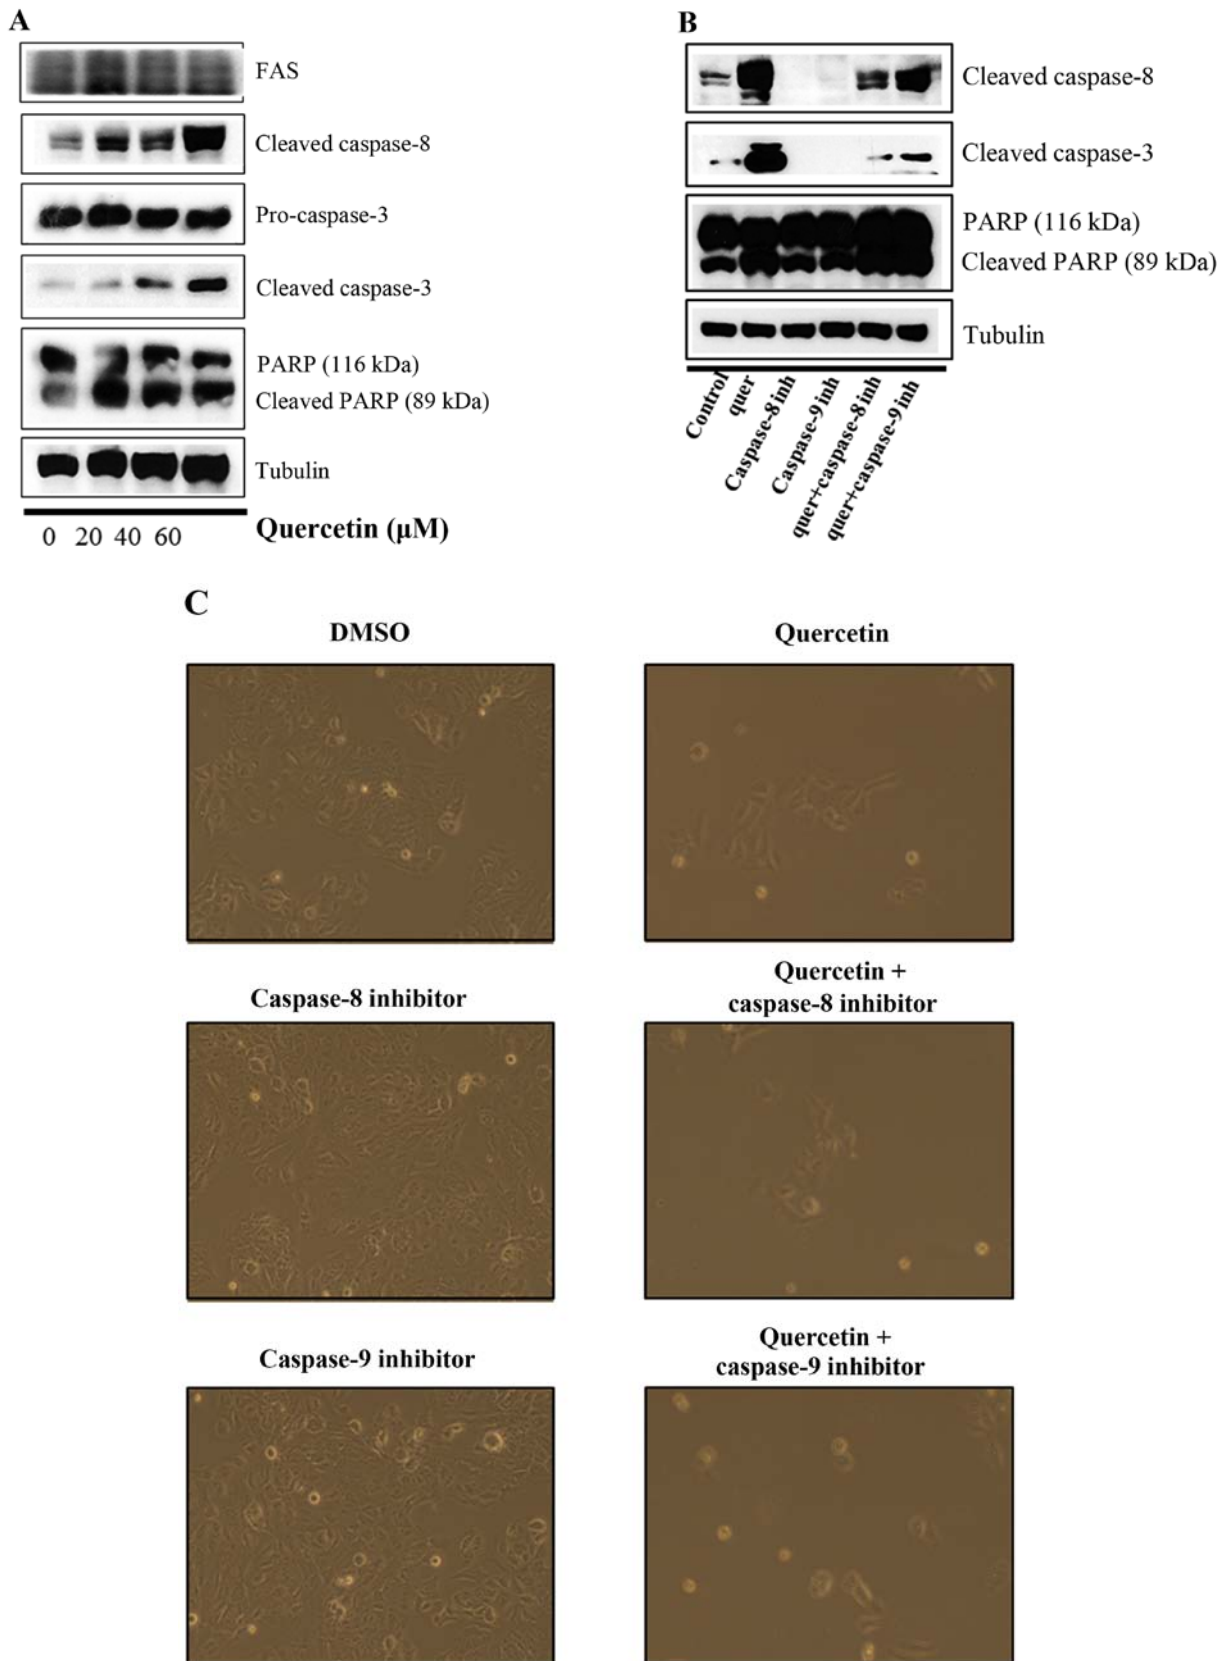 A
FAS
Cleaved caspase-8
Pro-caspase-3
Cleaved caspase-3
PARP (116 kDa)
Cleaved PARP (89 kDa)
Tubulin
0 20 40 60
Quercetin (µM)
B
Cleaved caspase-8
Cleaved caspase-3
PARP (116 kDa)
Cleaved PARP (89 kDa)
Tubulin
Control
quer
Caspase-8 inh
Caspase-9 inh
quer+caspase-8 inh
quer+caspase-9 inh
C
DMSO
Quercetin
Caspase-8 inhibitor
Quercetin +
caspase-8 inhibitor
Caspase-9 inhibitor
Quercetin +
caspase-9 inhibitor